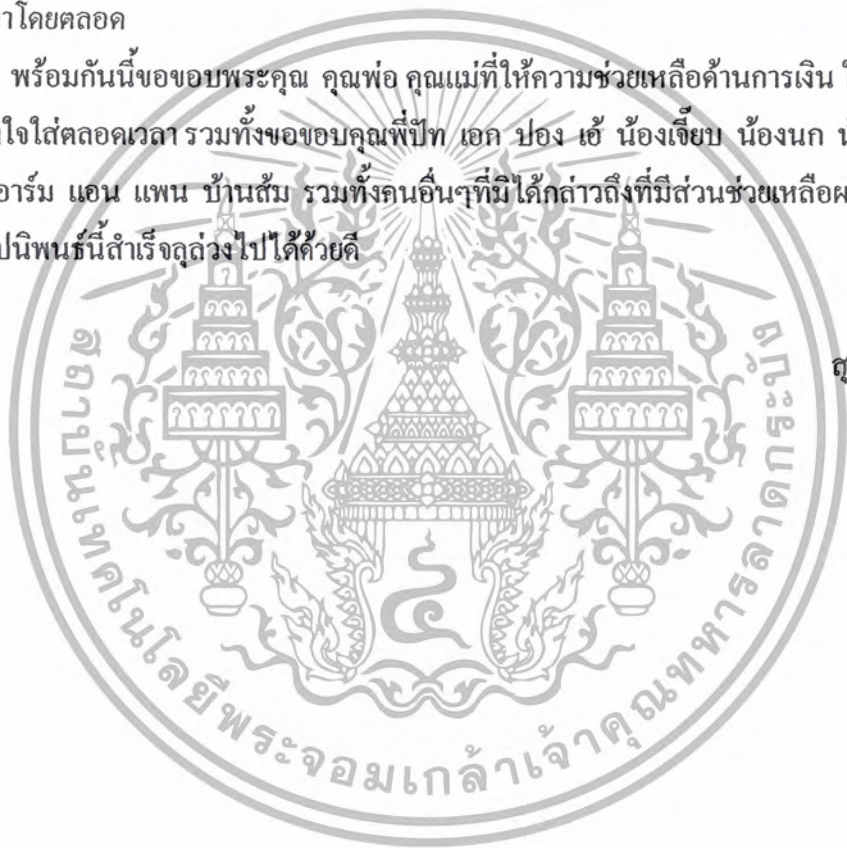 าโดยตลอด
พร้อมกันนี้ขอขอบพระคุณ คุณพ่อ คุณแม่ที่ให้ความช่วยเหลือด้านการเงิน
ใจใส่ตลอดเวลา รวมทั้งขอขอบคุณพี่ปัท เอก ปอง เอ้ น้องเจี๊ยบ น้องนก
อาร์ม แอน แพน บ้านส้ม รวมทั้งคนอื่นๆที่มิได้กล่าวถึงที่มีส่วนช่วยเหลือ
ปนิพนธ์นี้สำเร็จลุล่วงไปได้ด้วยดี
สุ
สถาบันเทคโนโลยีพระจอมเกล้าเจ้าคุณทหารลาดกระบัง
๔